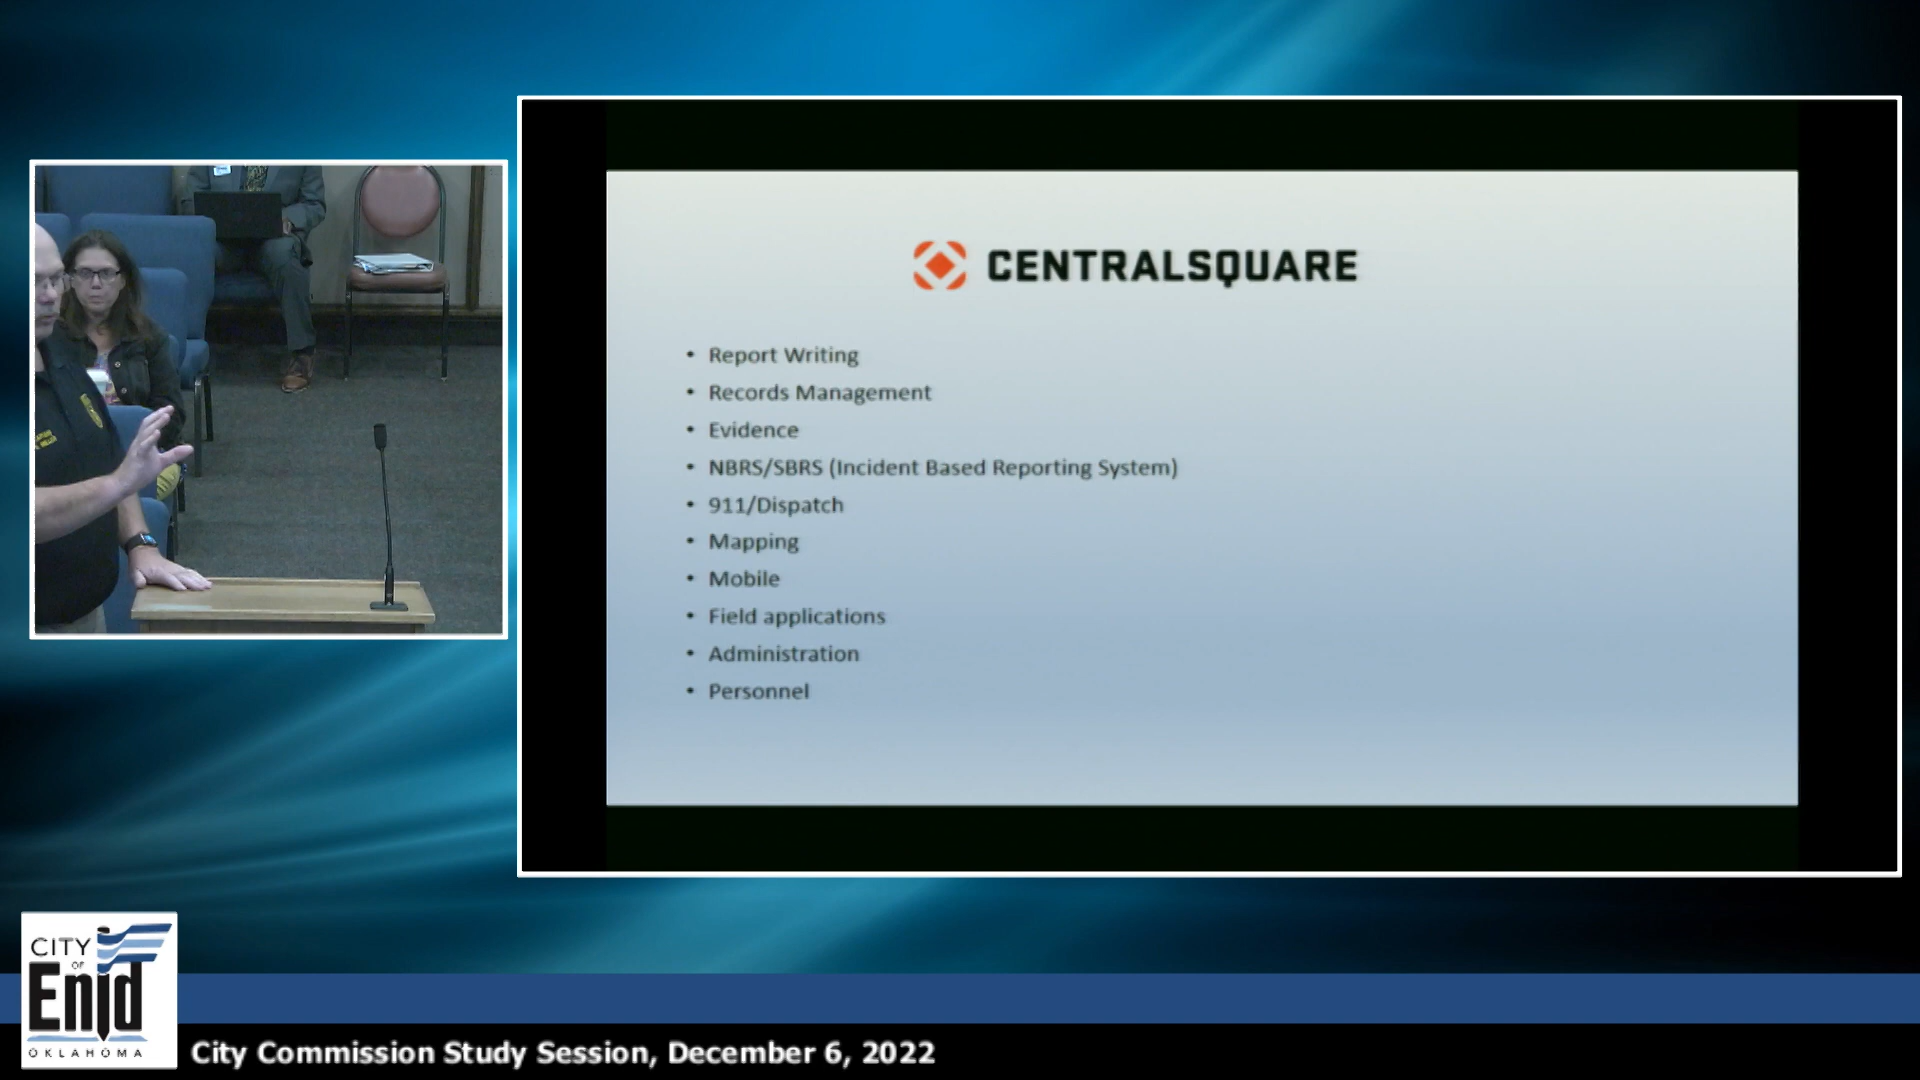 CENTRALSQUARE
• Report Writing
• Records Management
• Evidence
• NBRS/SBRS (Incident Based Reporting System)
• 911/Dispatch
• Mapping
• Mobile
• Field applications
• Administration
• Personnel
CITY
OF
Enid
OKLAHOMA
City Commission Study Session, December 6, 2022